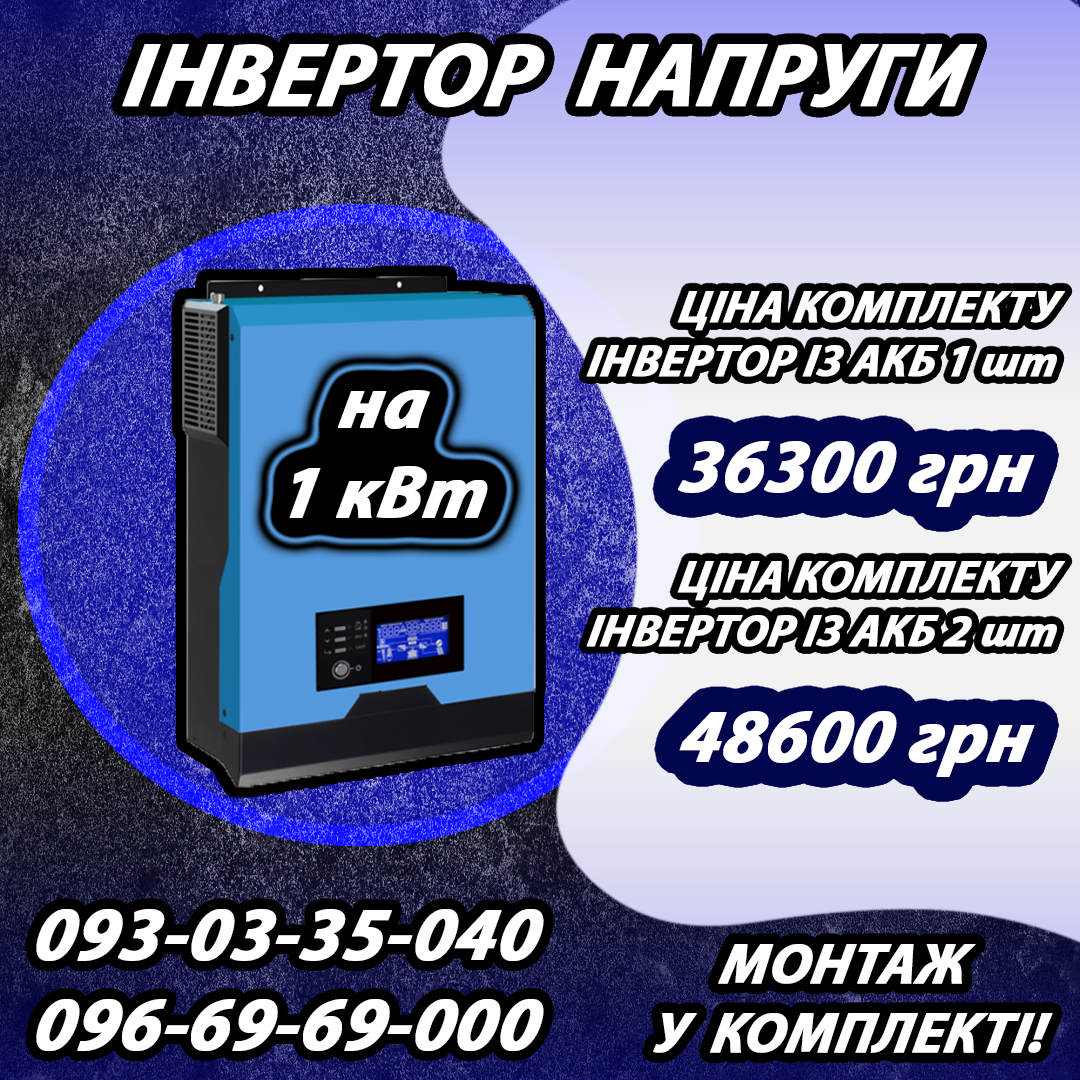 ІНВЕРТОР НАПРУГИ
на
1 кВт
ЦІНА КОМПЛЕКТУ
ІНВЕРТОР ІЗ АКБ 1 шт
36300 грн
ЦІНА КОМПЛЕКТУ
ІНВЕРТОР ІЗ АКБ 2 шт
48600 грн
093-03-35-040
096-69-69-000
МОНТАЖ
У КОМПЛЕКТІ!